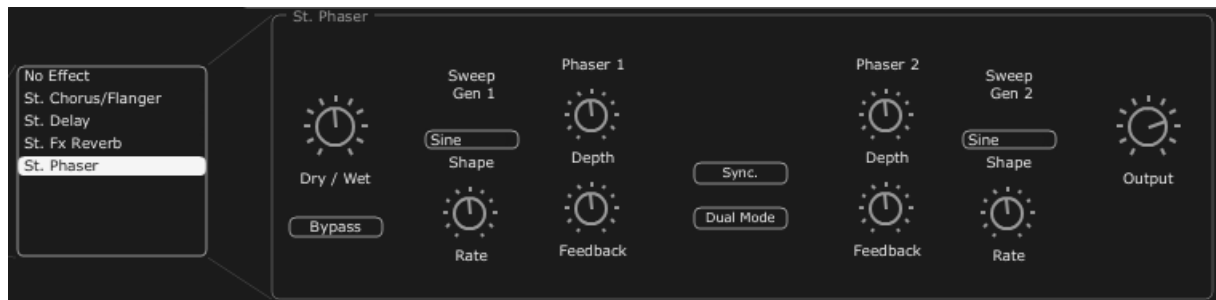 St. Phaser
No Effect
St. Chorus/Flanger
St. Delay
St. Fx Reverb
St. Phaser
Dry / Wet
Bypass
Sweep
Gen 1
Sine
Shape
Rate
Phaser 1
Depth
Feedback
Sync.
Dual Mode
Phaser 2
Depth
Feedback
Sweep
Gen 2
Sine
Shape
Rate
Output